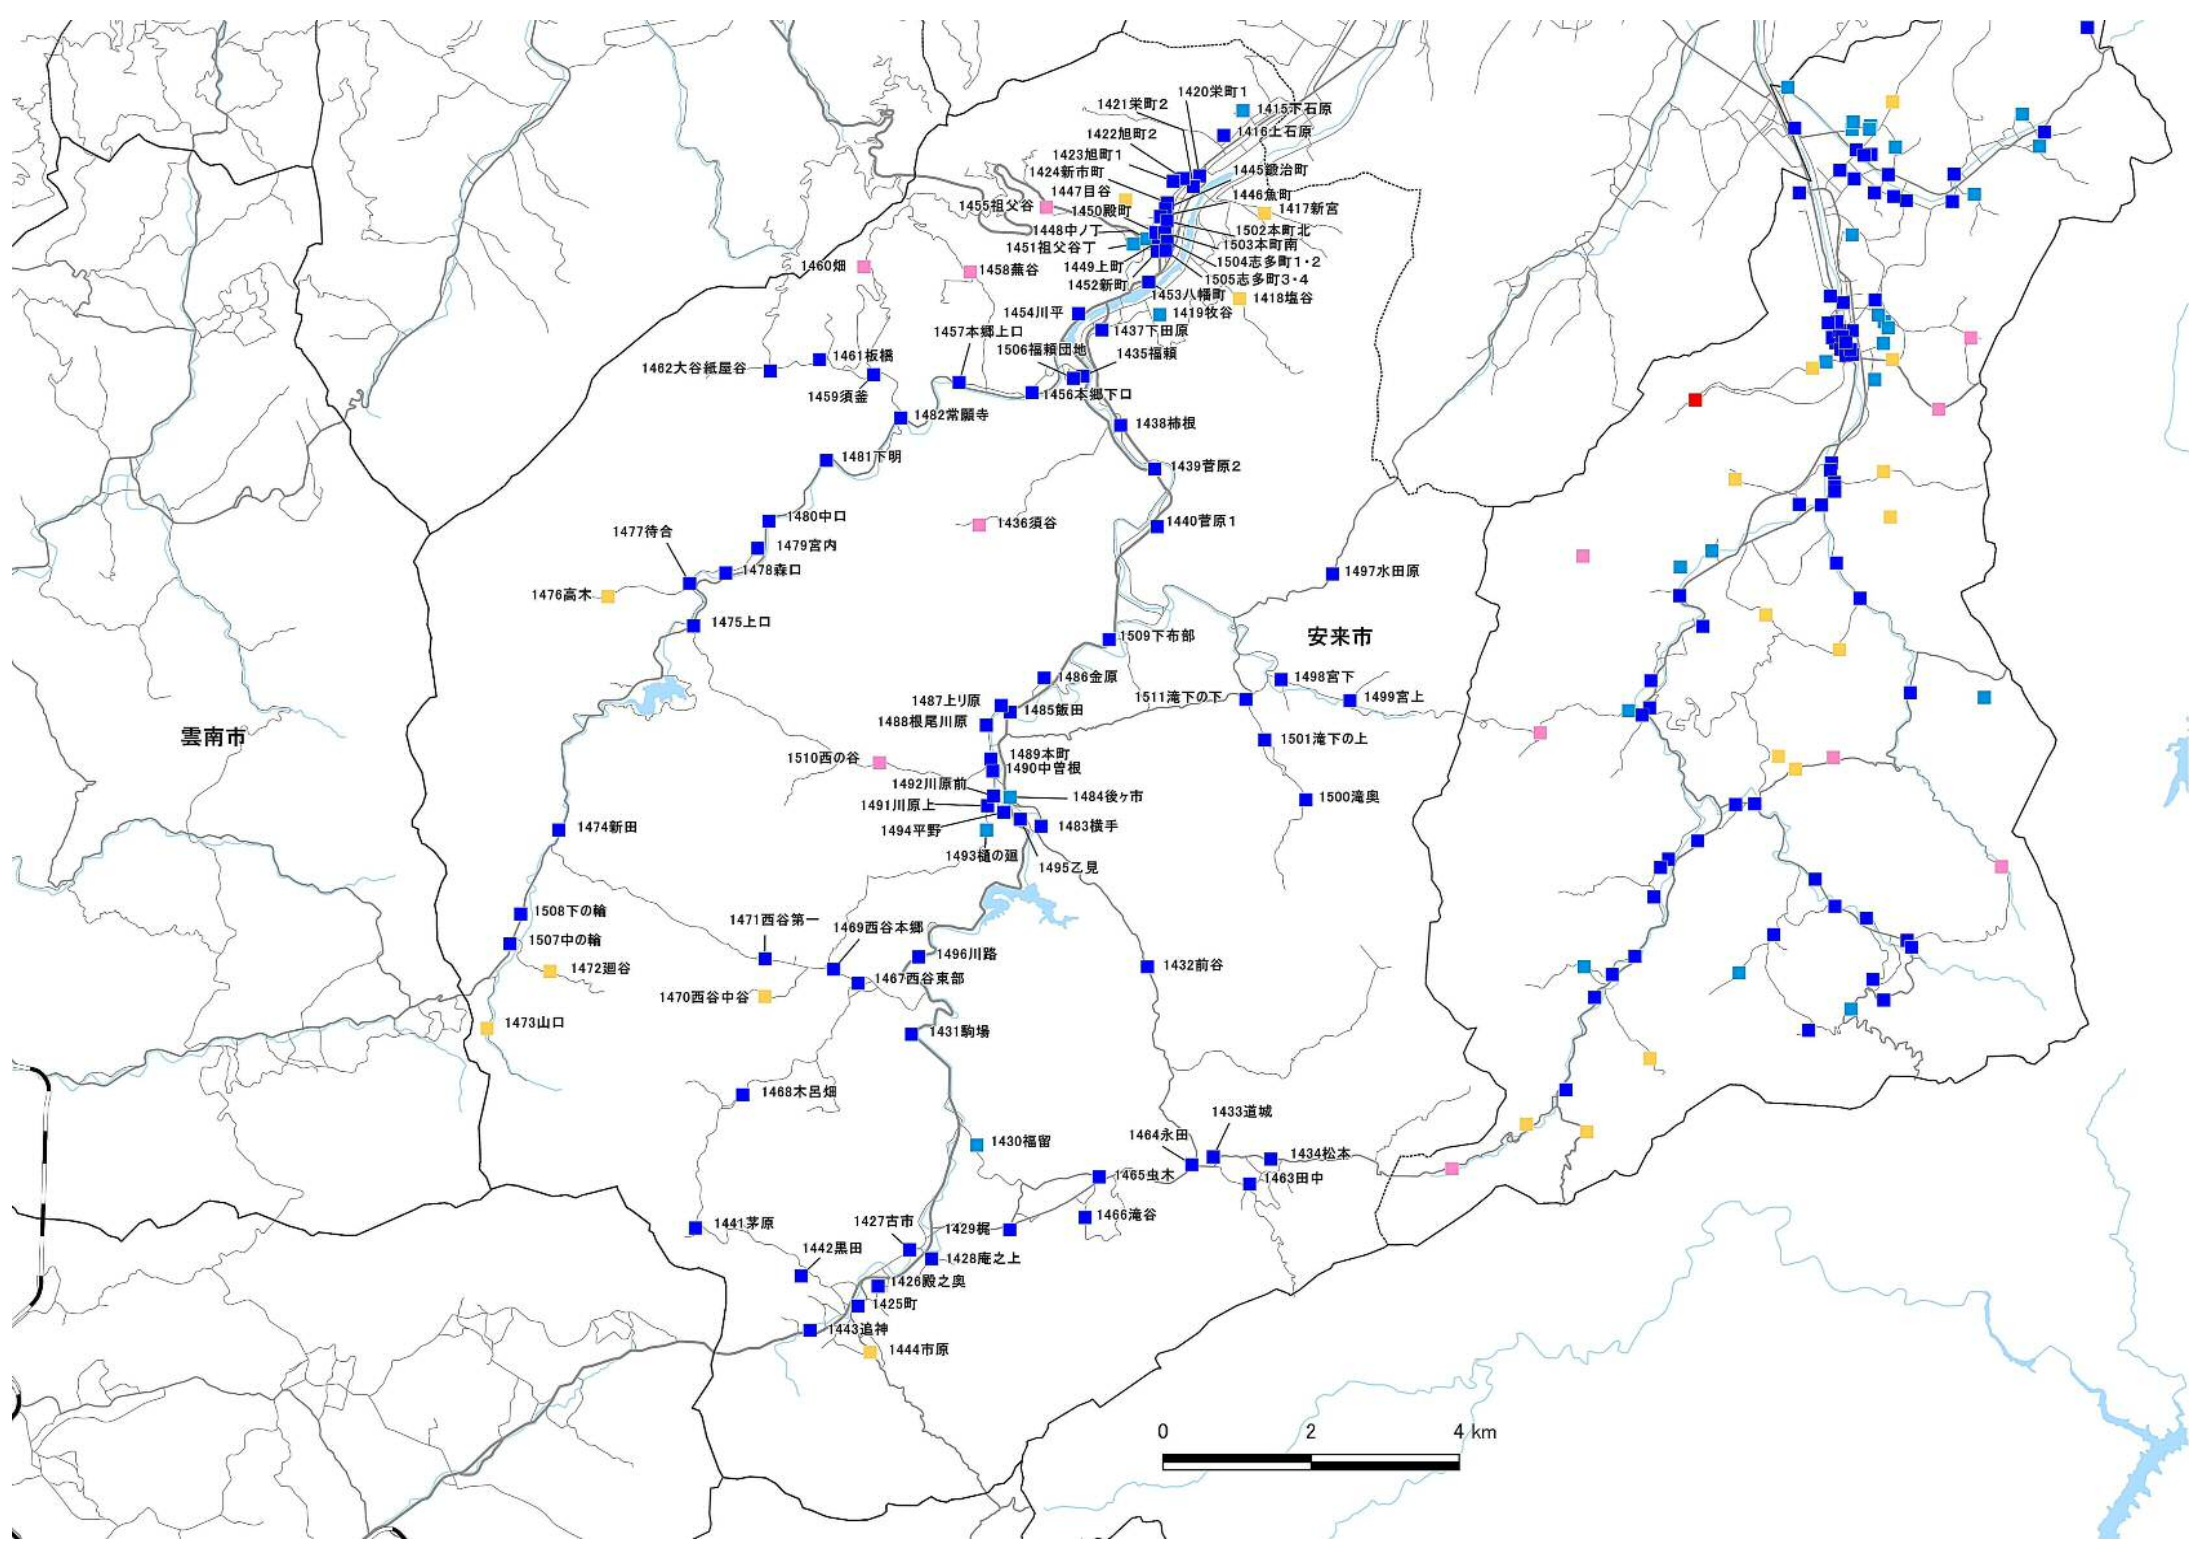 1420栄町1
1421栄町2
1415下石原
1422旭町2
1416上石原
1423旭町1
1424新市町
1445鍛治町
1447目谷
1446魚町
1455祖父谷
1450殿町
1417新宮
1448中ノ丁
1502本町北
1451祖父谷丁
1503本町南
1449上町
1504志多町1・2
1460畑
1458蕪谷
1452新町
1505志多町3・4
1453八幡町
1418塩谷
1454川平
1419牧谷
1457本郷上口
1437下田原
1506福頼団地
1435福頼
1461板橋
1462大谷紙屋谷
1459須釜
1456本郷下口
1482常願寺
1438柿根
1481下明
1439菅原2
1480中口
1436須谷
1440菅原1
1477待合
1479宮内
1478森口
1497水田原
1476高木
1475上口
1509下布部
安来市
1486金原
1498宮下
1487上リ原
1511滝下の下
1499宮上
1485飯田
1488根尾川原
雲南市
1501滝下の上
1510西の谷
1489本町
1490中曽根
1492川原前
1484後ヶ市
1500滝奥
1491川原上
1474新田
1494平野
1483横手
1493樋の廻
1495乙見
1508下の輪
1471西谷第一
1469西谷本郷
1507中の輪
1496川路
1472廻谷
1432前谷
1467西谷東部
1470西谷中谷
1473山口
1431駒場
1468木呂畑
1433道城
1464永田
1430福留
1434松本
1465虫木
1463田中
1441茅原
1427古市
1429梶
1466滝谷
1442黒田
1428庵之上
1426殿之奥
1425町
1443追神
1444市原
0 2 4 km